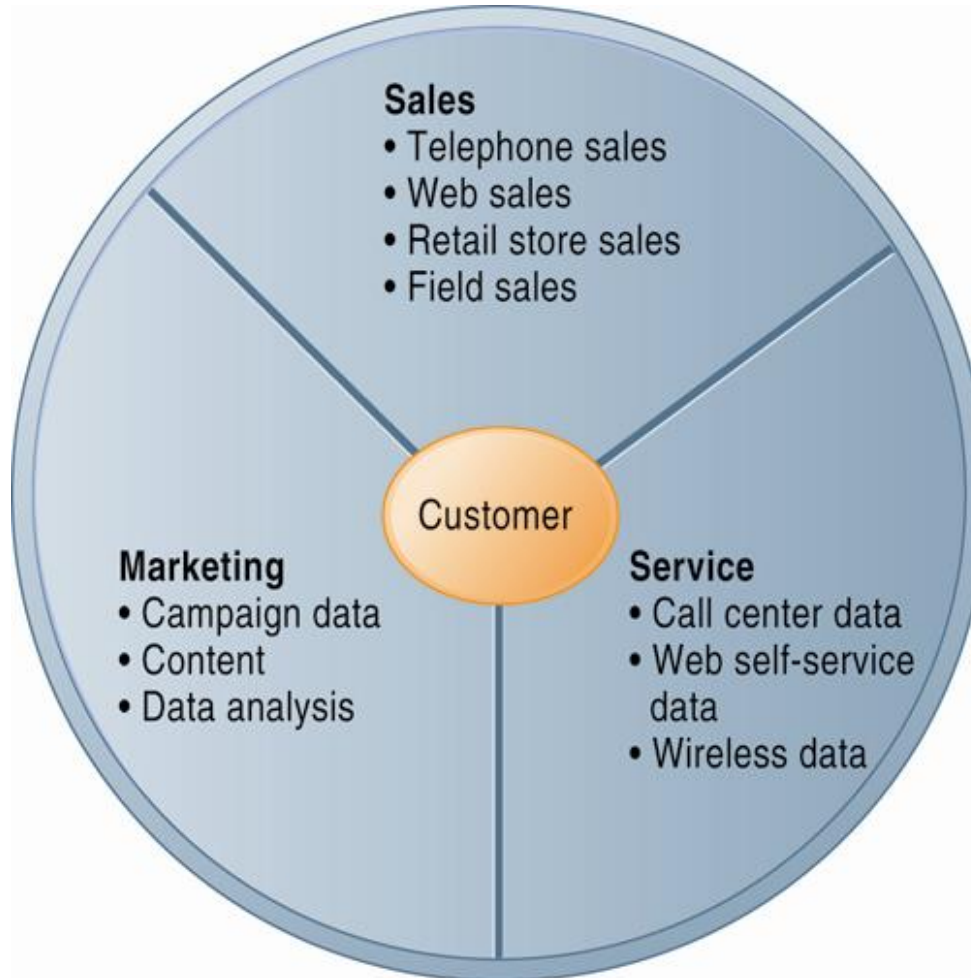 Sales
• Telephone sales
• Web sales
• Retail store sales
• Field sales
Customer
Marketing
• Campaign data
• Content
• Data analysis
Service
• Call center data
• Web self-service
data
• Wireless data